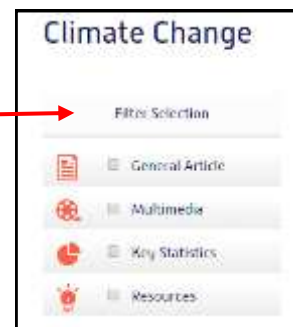 Climate Change
Filter Selection
General Article
Multimedia
Key Statistics
Resources